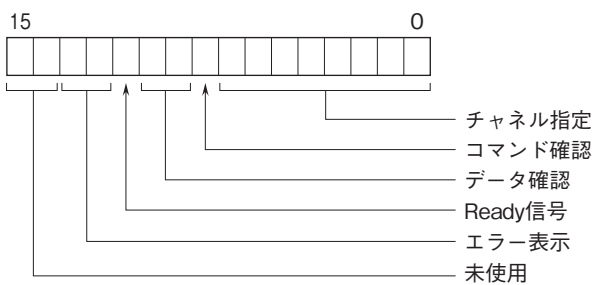 15 0
チャネル指定
コマンド確認
データ確認
Ready信号
エラー表示
未使用